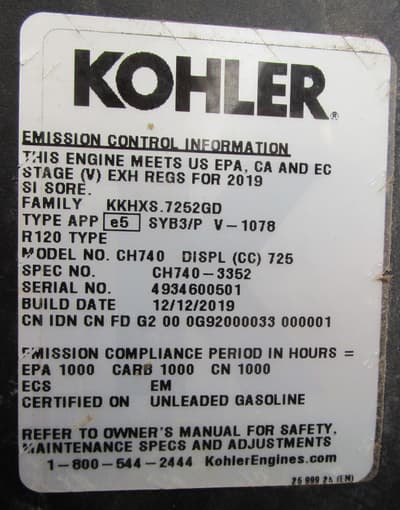 KOHLER®
EMISSION CONTROL INFORMATION
THIS ENGINE MEETS US EPA, CA AND EC
STAGE (V) EXH REGS FOR 2019
SI SORE.
FAMILY KKHXS.7252GD
TYPE APP e5 SYB3/P V-1078
R120 TYPE
MODEL NO. CH740 DISPL (CC) 725
SPEC NO. CH740-3352
SERIAL NO. 4934600501
BUILD DATE 12/12/2019
CN IDN CN FD G2 00 0G92000033 000001
EMISSION COMPLIANCE PERIOD IN HOURS =
EPA 1000 CARB 1000 CN 1000
ECS EM
CERTIFIED ON UNLEADED GASOLINE
REFER TO OWNER'S MANUAL FOR SAFETY,
MAINTENANCE SPECS AND ADJUSTMENTS
1-800-544-2444 KohlerEngines.com